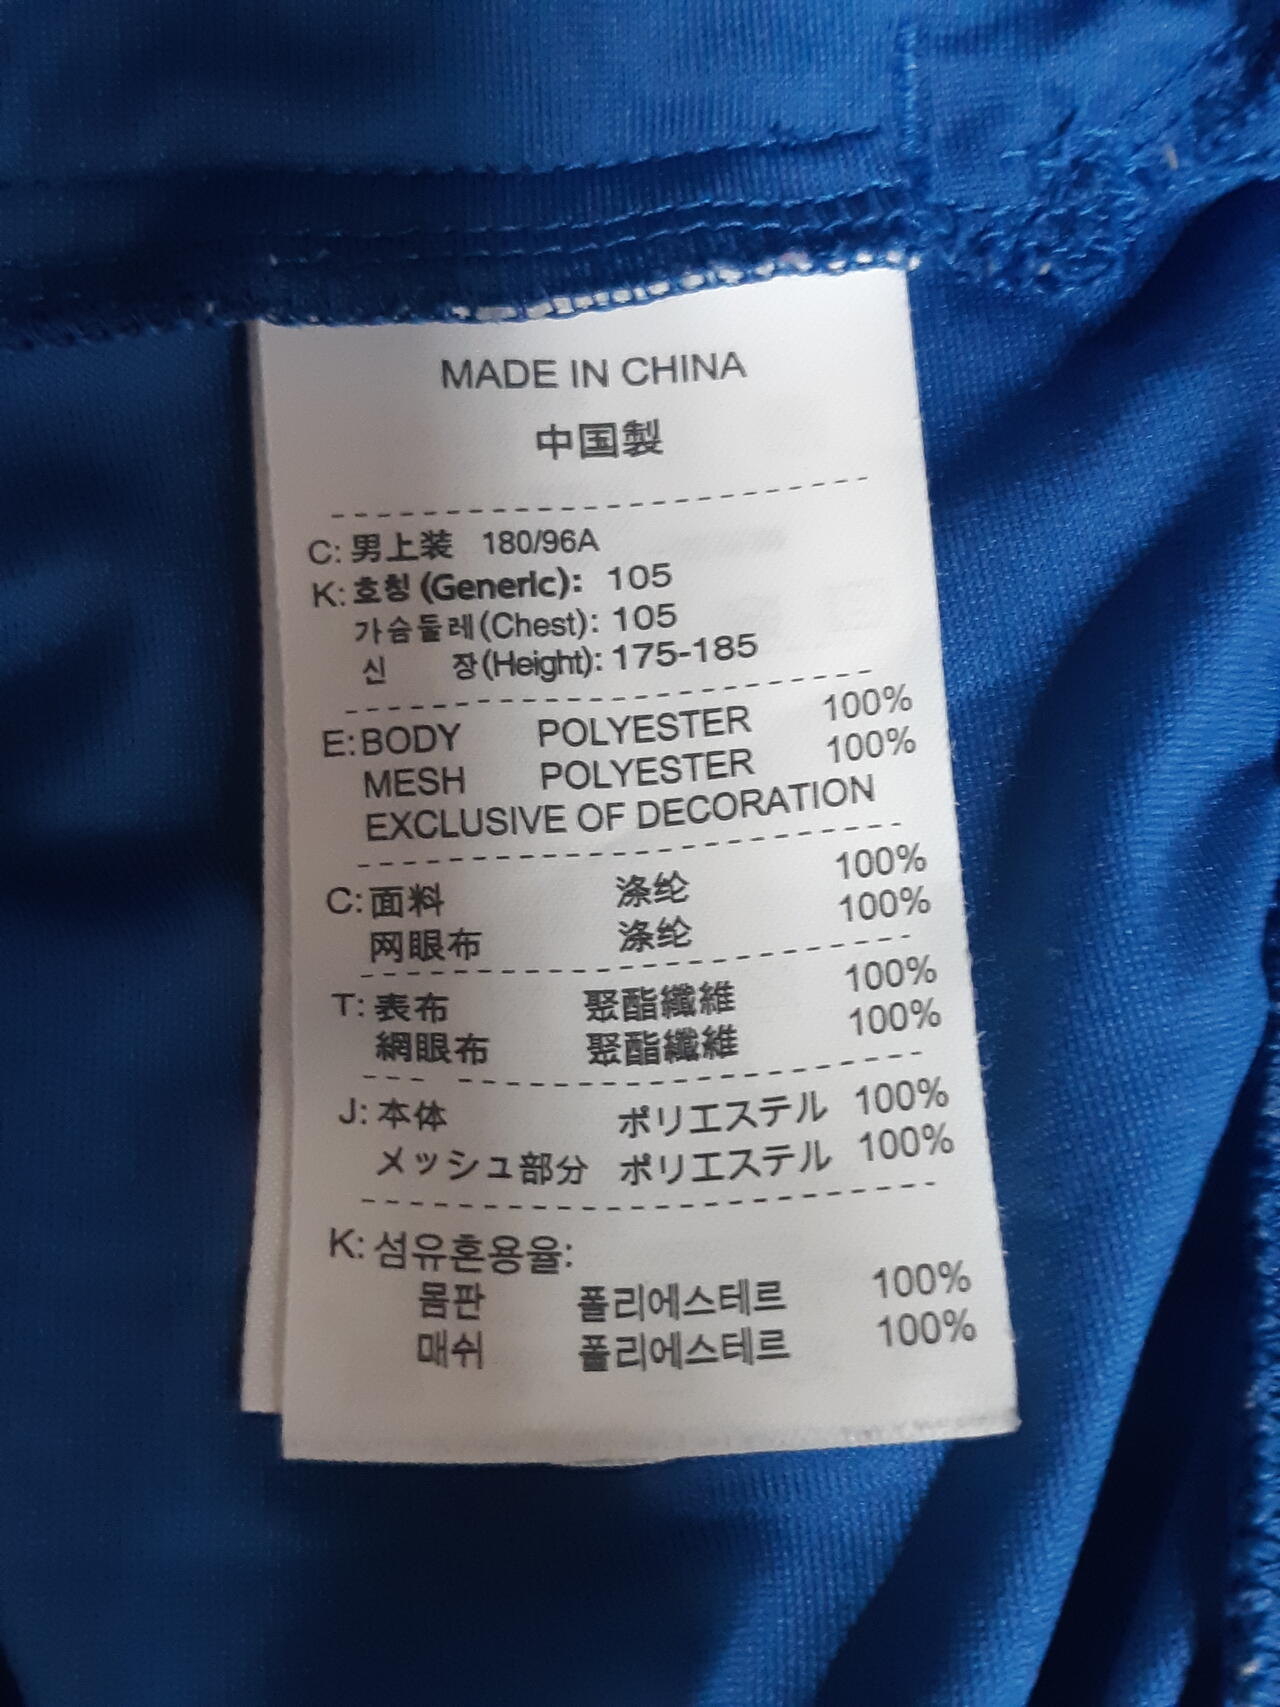 MADE IN CHINA
中国製
C: 男上装 180/96A
K: 호칭 (Generic): 105
가슴둘레(Chest): 105
신 장(Height): 175-185
E: BODY POLYESTER 100%
MESH POLYESTER 100%
EXCLUSIVE OF DECORATION
C: 面料 涤纶 100%
网眼布 涤纶 100%
T: 表布 聚酯纖維 100%
網眼布 聚酯纖維 100%
J: 本体 ポリエステル 100%
メッシュ部分 ポリエステル 100%
K: 섬유혼용율:
몸판 폴리에스테르 100%
매쉬 폴리에스테르 100%